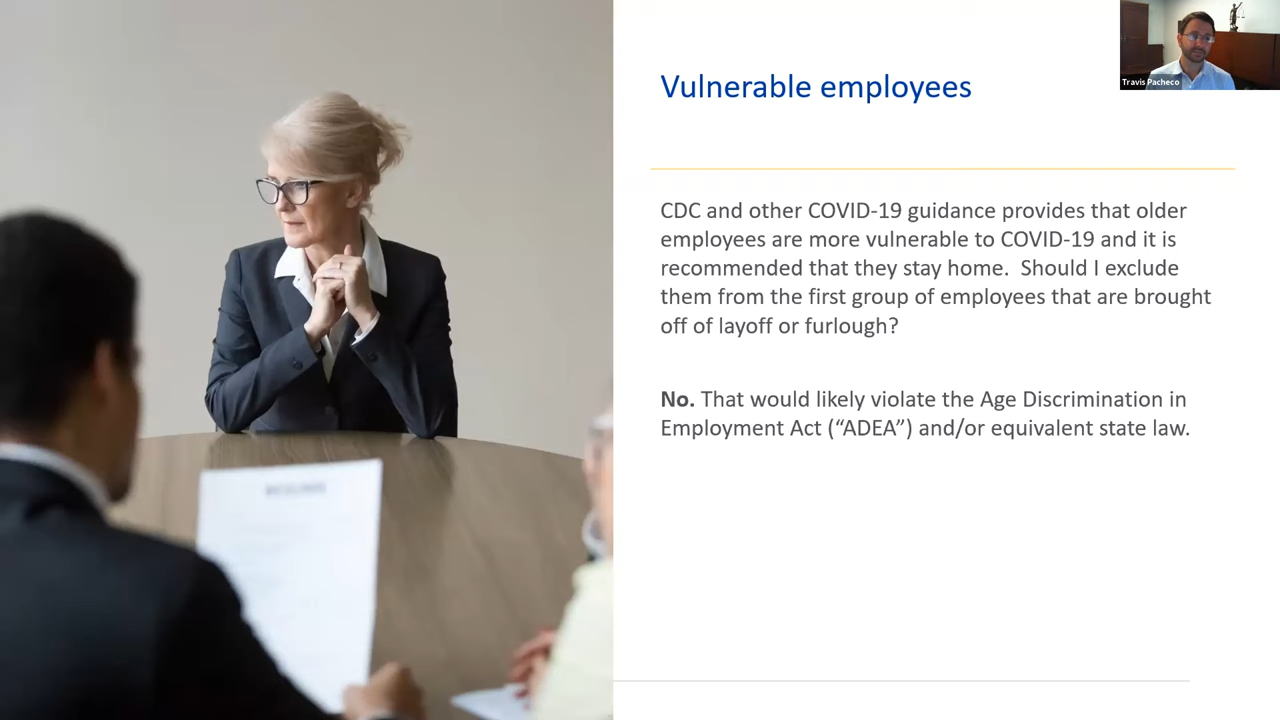 Vulnerable employees
Travis Pacheco
CDC and other COVID-19 guidance provides that older
employees are more vulnerable to COVID-19 and it is
recommended that they stay home.  Should I exclude
them from the first group of employees that are brought
off of layoff or furlough?
No. That would likely violate the Age Discrimination in
Employment Act (“ADEA”) and/or equivalent state law.